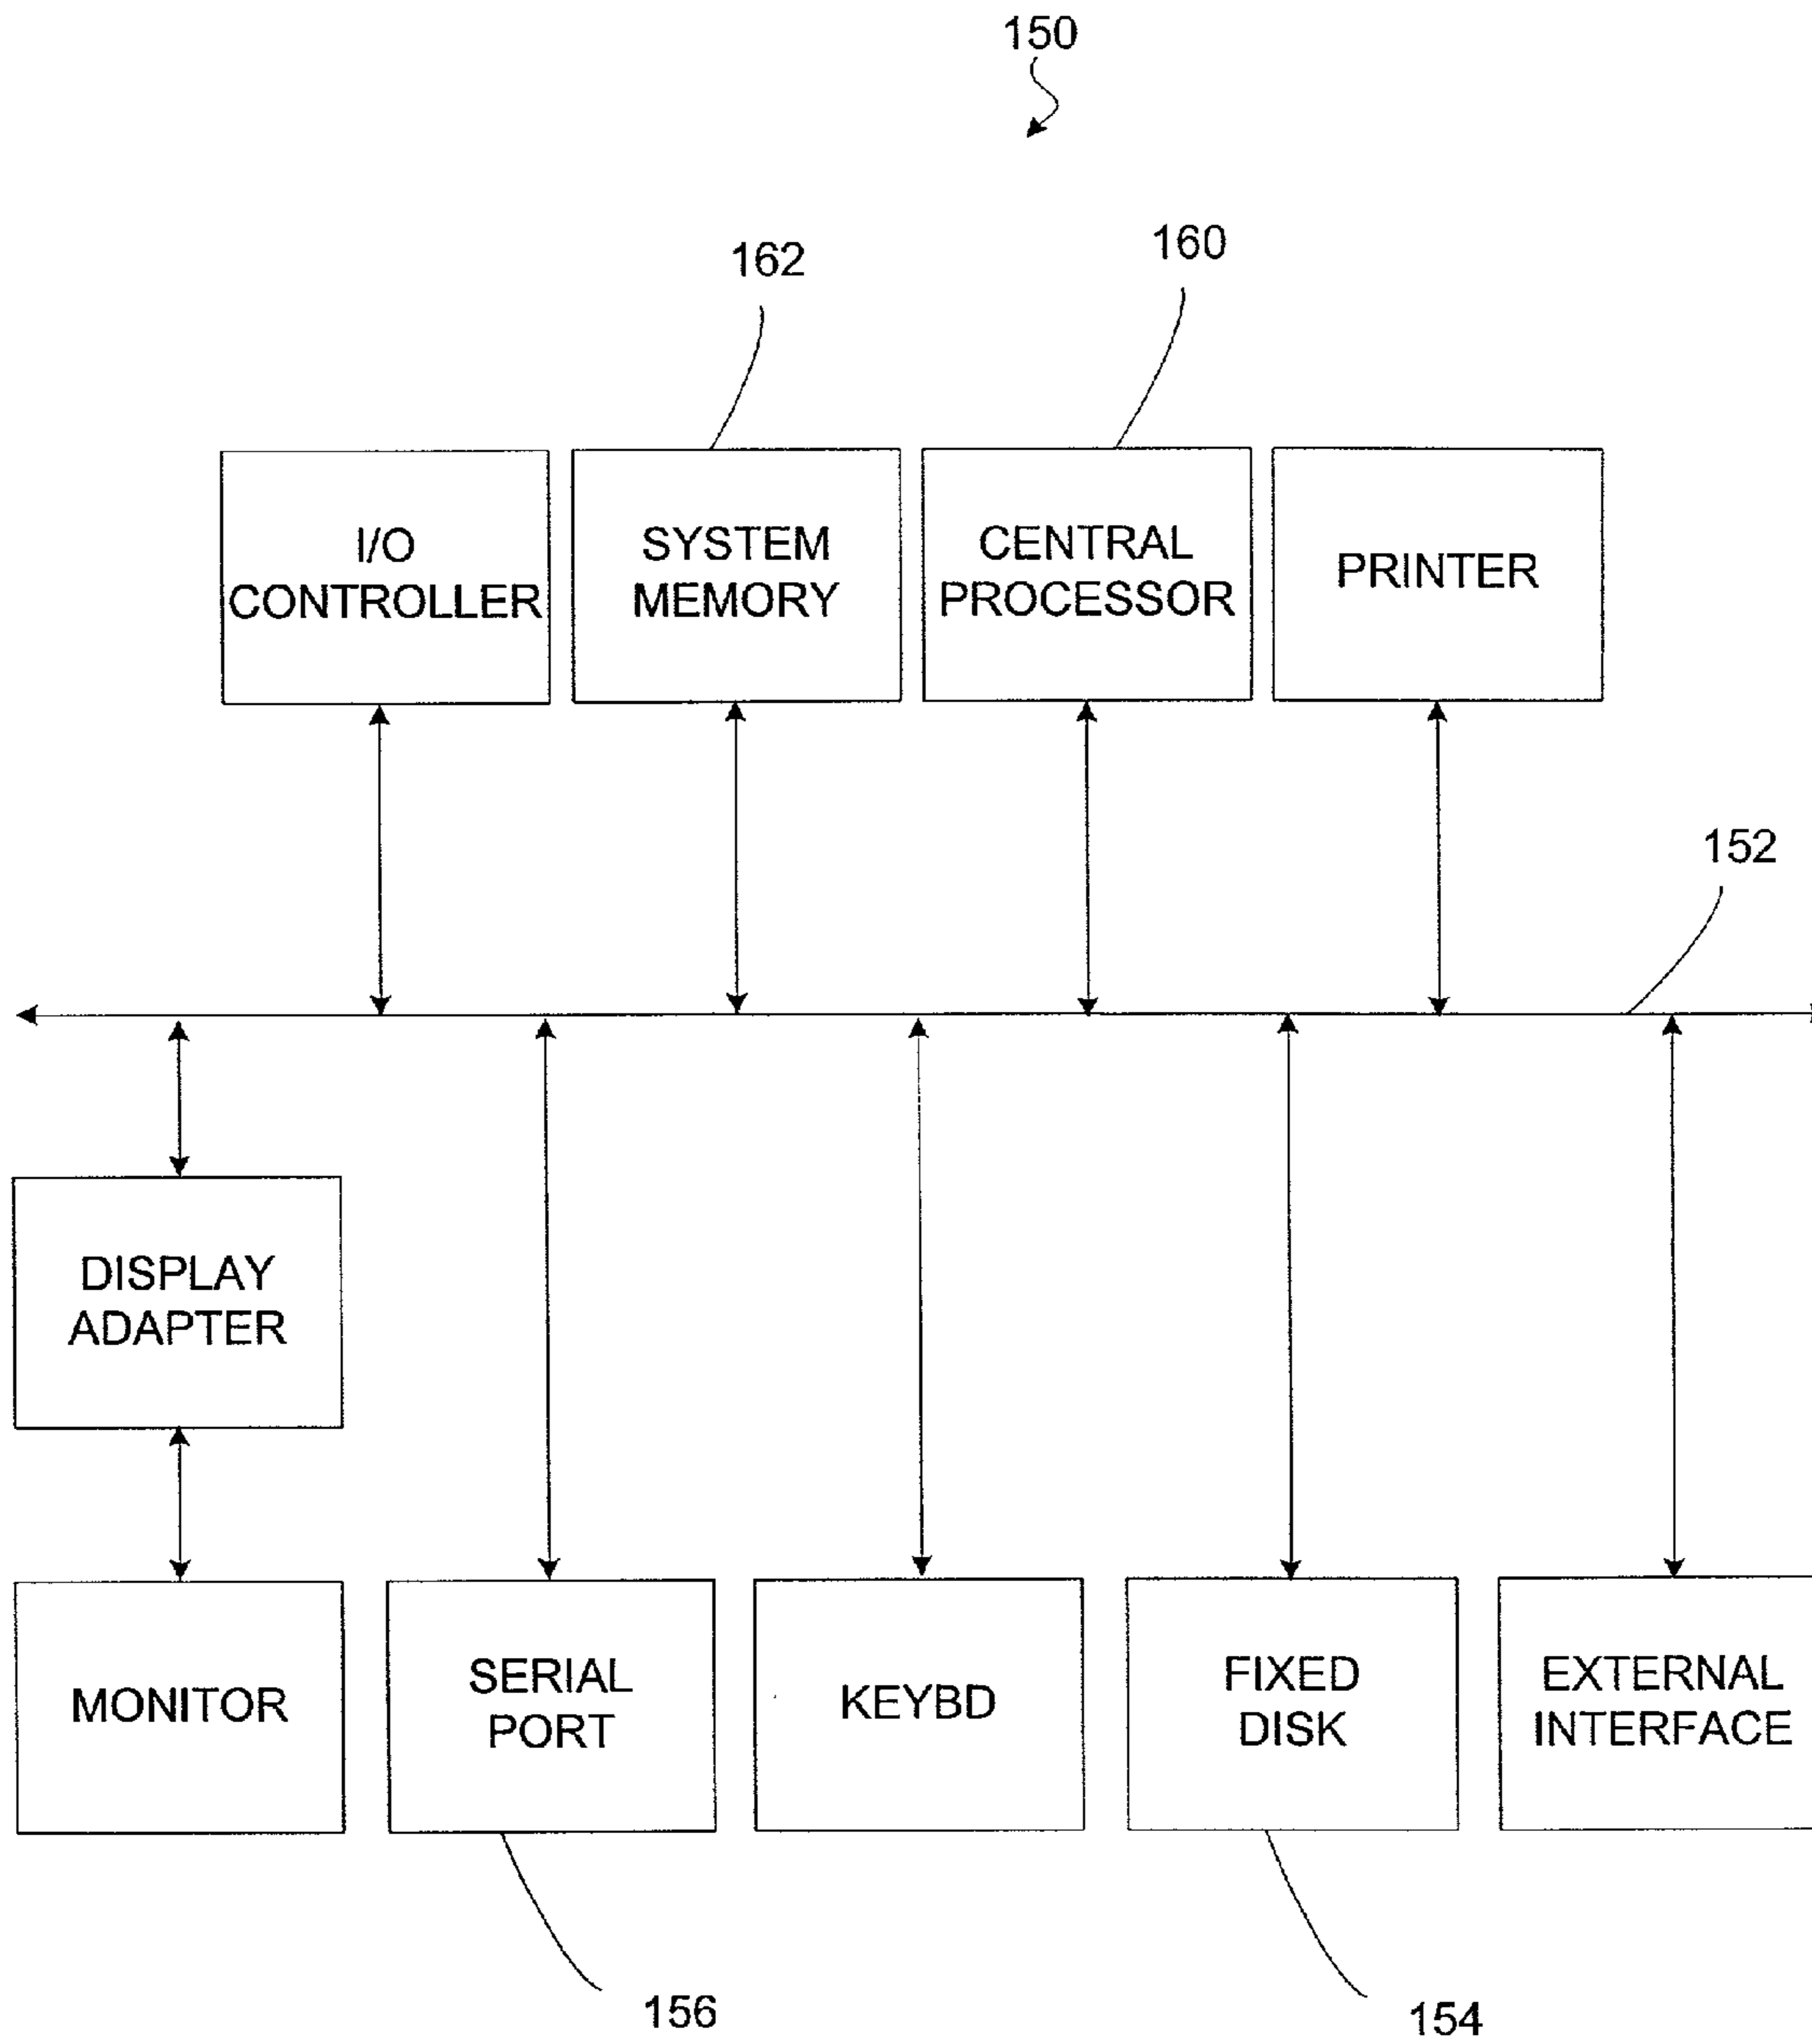 150
162
160
I/O
CONTROLLER
SYSTEM
MEMORY
CENTRAL
PROCESSOR
PRINTER
152
DISPLAY
ADAPTER
MONITOR
SERIAL
PORT
KEYBD
FIXED
DISK
EXTERNAL
INTERFACE
156
154